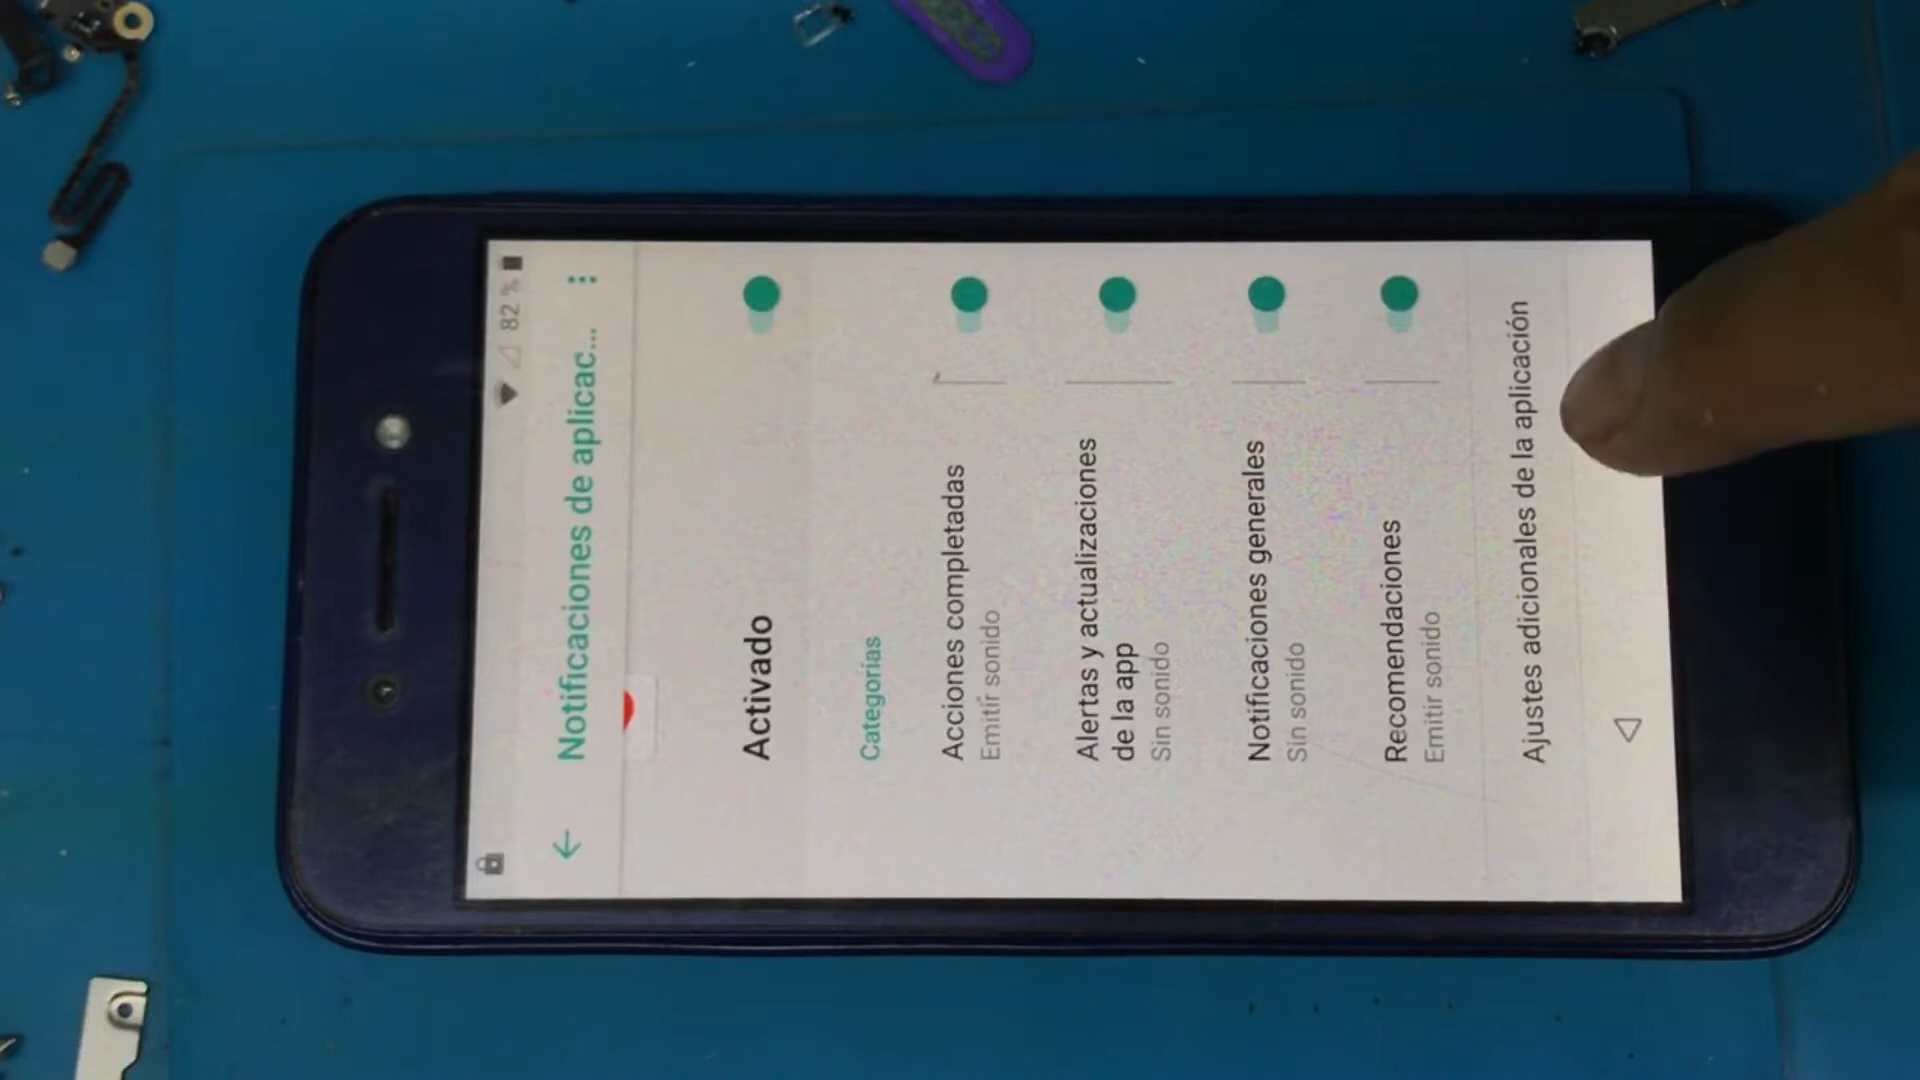 82 %
Notificaciones de aplicac...
Activado
Categorías
Acciones completadas
Emitir sonido
Alertas y actualizaciones
de la app
Sin sonido
Notificaciones generales
Sin sonido
Recomendaciones
Emitir sonido
Ajustes adicionales de la aplicación